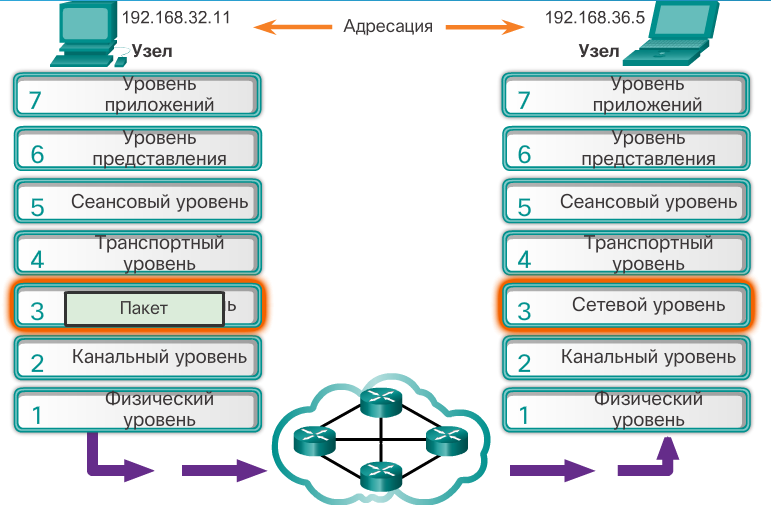 192.168.32.11
Адресация
192.168.36.5
Узел
Узел
7
Уровень
приложений
6
Уровень
представления
5 Сеансовый уровень
4
Транспортный
уровень
3 Пакет нь
2 Канальный уровень
1
Физический
уровень
7
Уровень
приложений
6
Уровень
представления
5 Сеансовый уровень
4
Транспортный
уровень
3 Сетевой уровень
2 Канальный уровень
1
Физический
уровень